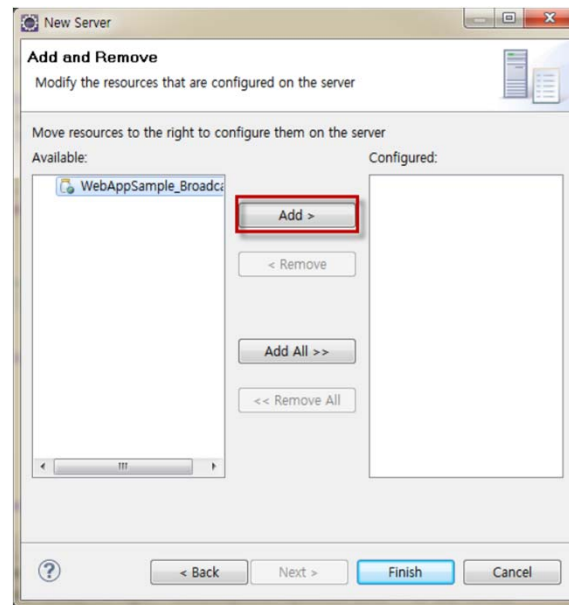 New Server
Add and Remove
Modify the resources that are configured on the server
Move resources to the right to configure them on the server
Available:
Configured:
WebAppSample_Broadca
Add >
< Remove
Add All >>
<< Remove All
< Back
Next >
Finish
Cancel